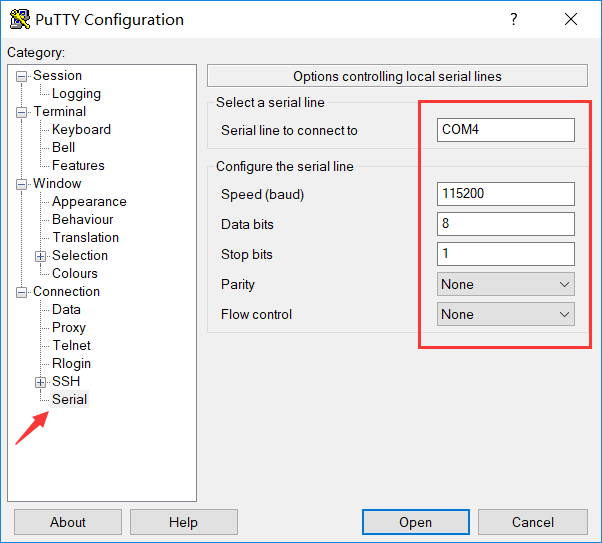 PuTTY Configuration
?
Category:
Session
Logging
Terminal
Keyboard
Bell
Features
Window
Appearance
Behaviour
Translation
Selection
Colours
Connection
Data
Proxy
Telnet
Rlogin
SSH
Serial
Options controlling local serial lines
Select a serial line
Serial line to connect to COM4
Configure the serial line
Speed (baud) 115200
Data bits 8
Stop bits 1
Parity None
Flow control None
About Help Open Cancel